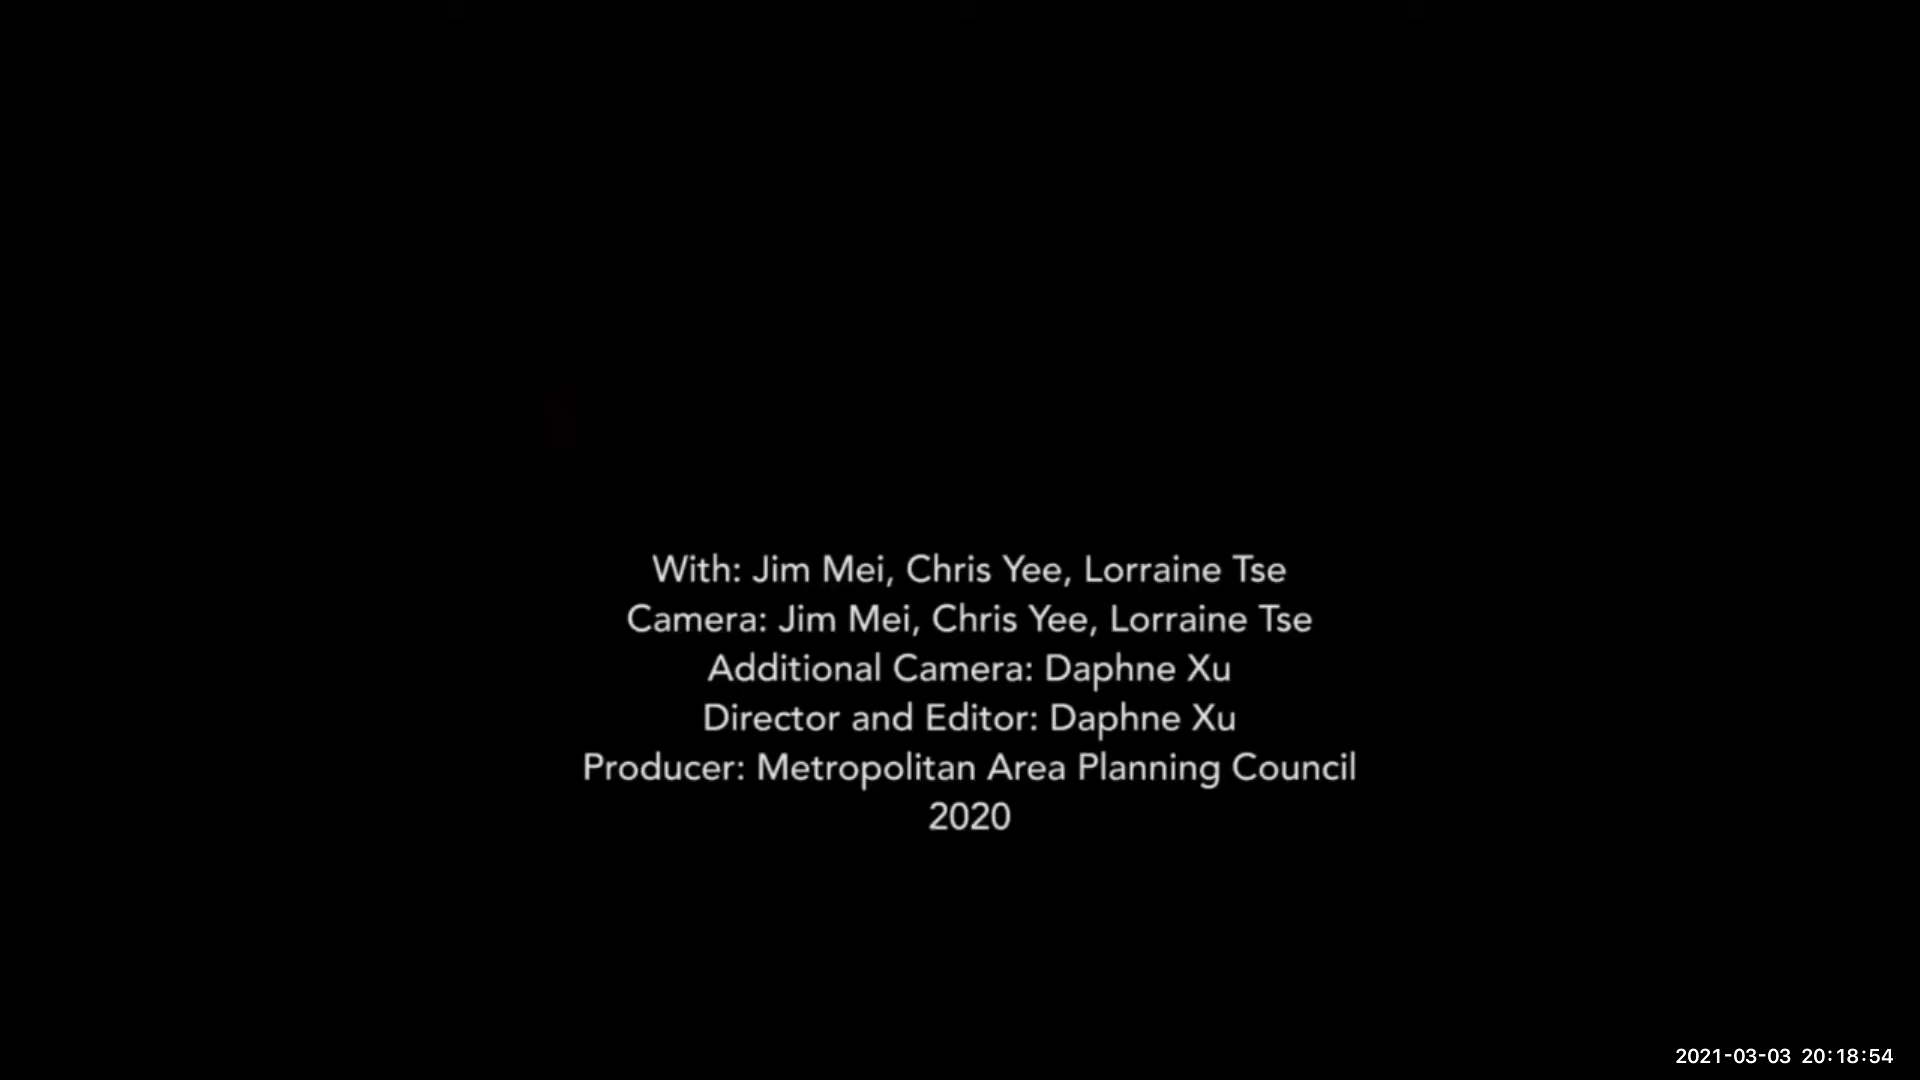 With: Jim Mei, Chris Yee, Lorraine Tse
Camera: Jim Mei, Chris Yee, Lorraine Tse
Additional Camera: Daphne Xu
Director and Editor: Daphne Xu
Producer: Metropolitan Area Planning Council
2020
2021-03-03 20:18:54